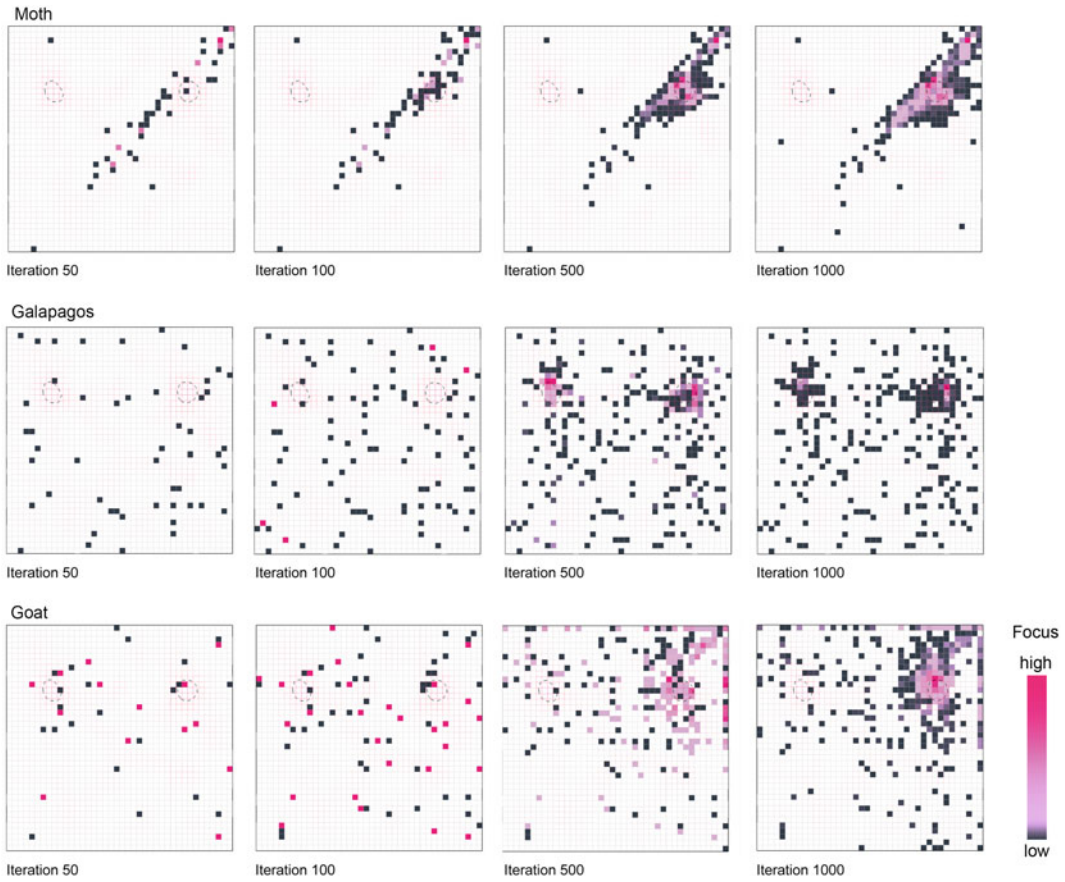 Moth
Iteration 50
Iteration 100
Iteration 500
Iteration 1000
Galapagos
Iteration 50
Iteration 100
Iteration 500
Iteration 1000
Goat
Focus
high
low
Iteration 50
Iteration 100
Iteration 500
Iteration 1000